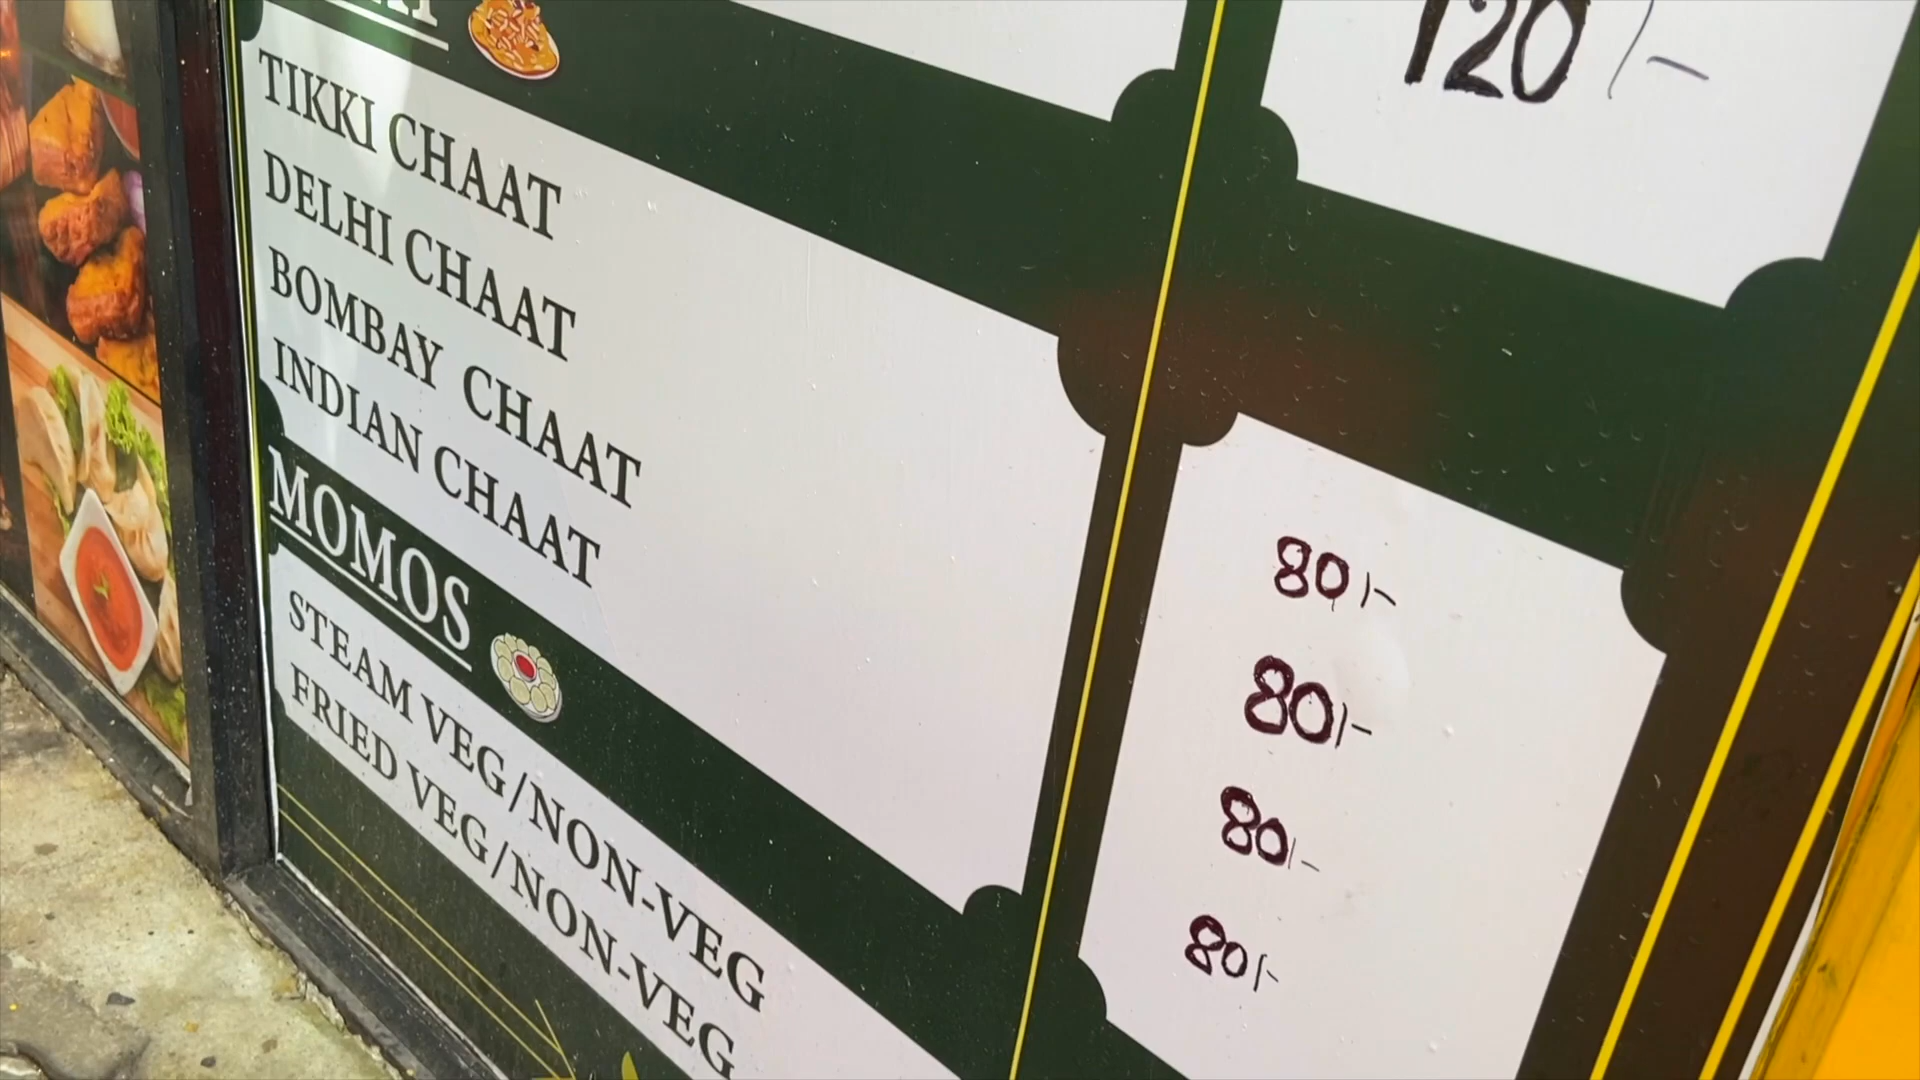 120/-
TIKKI CHAAT
DELHI CHAAT
BOMBAY CHAAT
INDIAN CHAAT
80/-
80/-
80/-
80/-
MOMOS
STEAM VEG/NON-VEG
FRIED VEG/NON-VEG